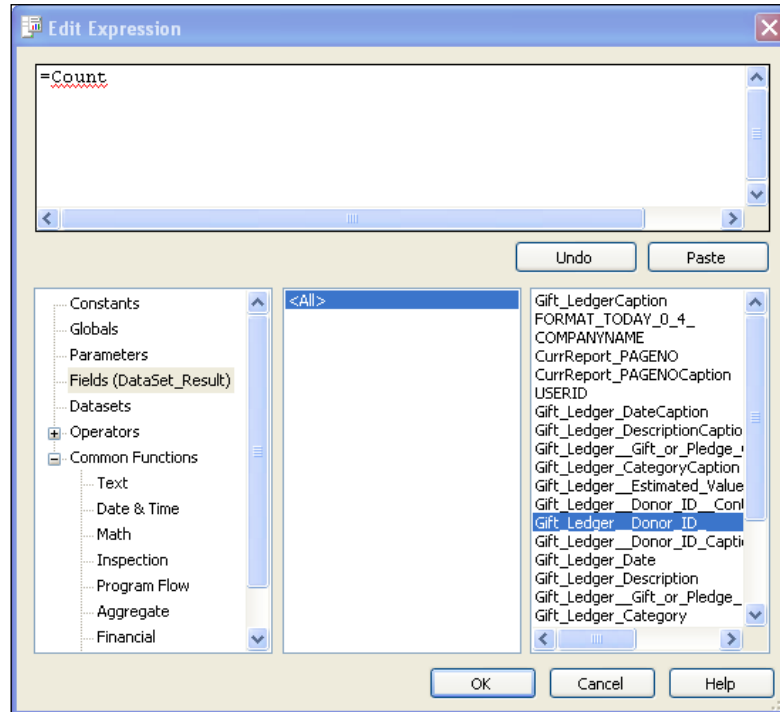 Edit Expression
=Count
Undo
Paste
Constants
Globals
Parameters
Fields (DataSet_Result)
Datasets
Operators
Common Functions
Text
Date & Time
Math
Inspection
Program Flow
Aggregate
Financial
<All>
Gift_LedgerCaption
FORMAT_TODAY_0_4_
COMPANYNAME
CurrReport_PAGENO
CurrReport_PAGENOCaption
USERID
Gift_Ledger_DateCaption
Gift_Ledger_DescriptionCaptio
Gift_Ledger__Gift_or_Pledge_
Gift_Ledger_CategoryCaption
Gift_Ledger__Estimated_Value
Gift_Ledger__Donor_ID__Cont
Gift_Ledger__Donor_ID_
Gift_Ledger__Donor_ID_Capti
Gift_Ledger_Date
Gift_Ledger_Description
Gift_Ledger__Gift_or_Pledge_
Gift_Ledger_Category
OK
Cancel
Help